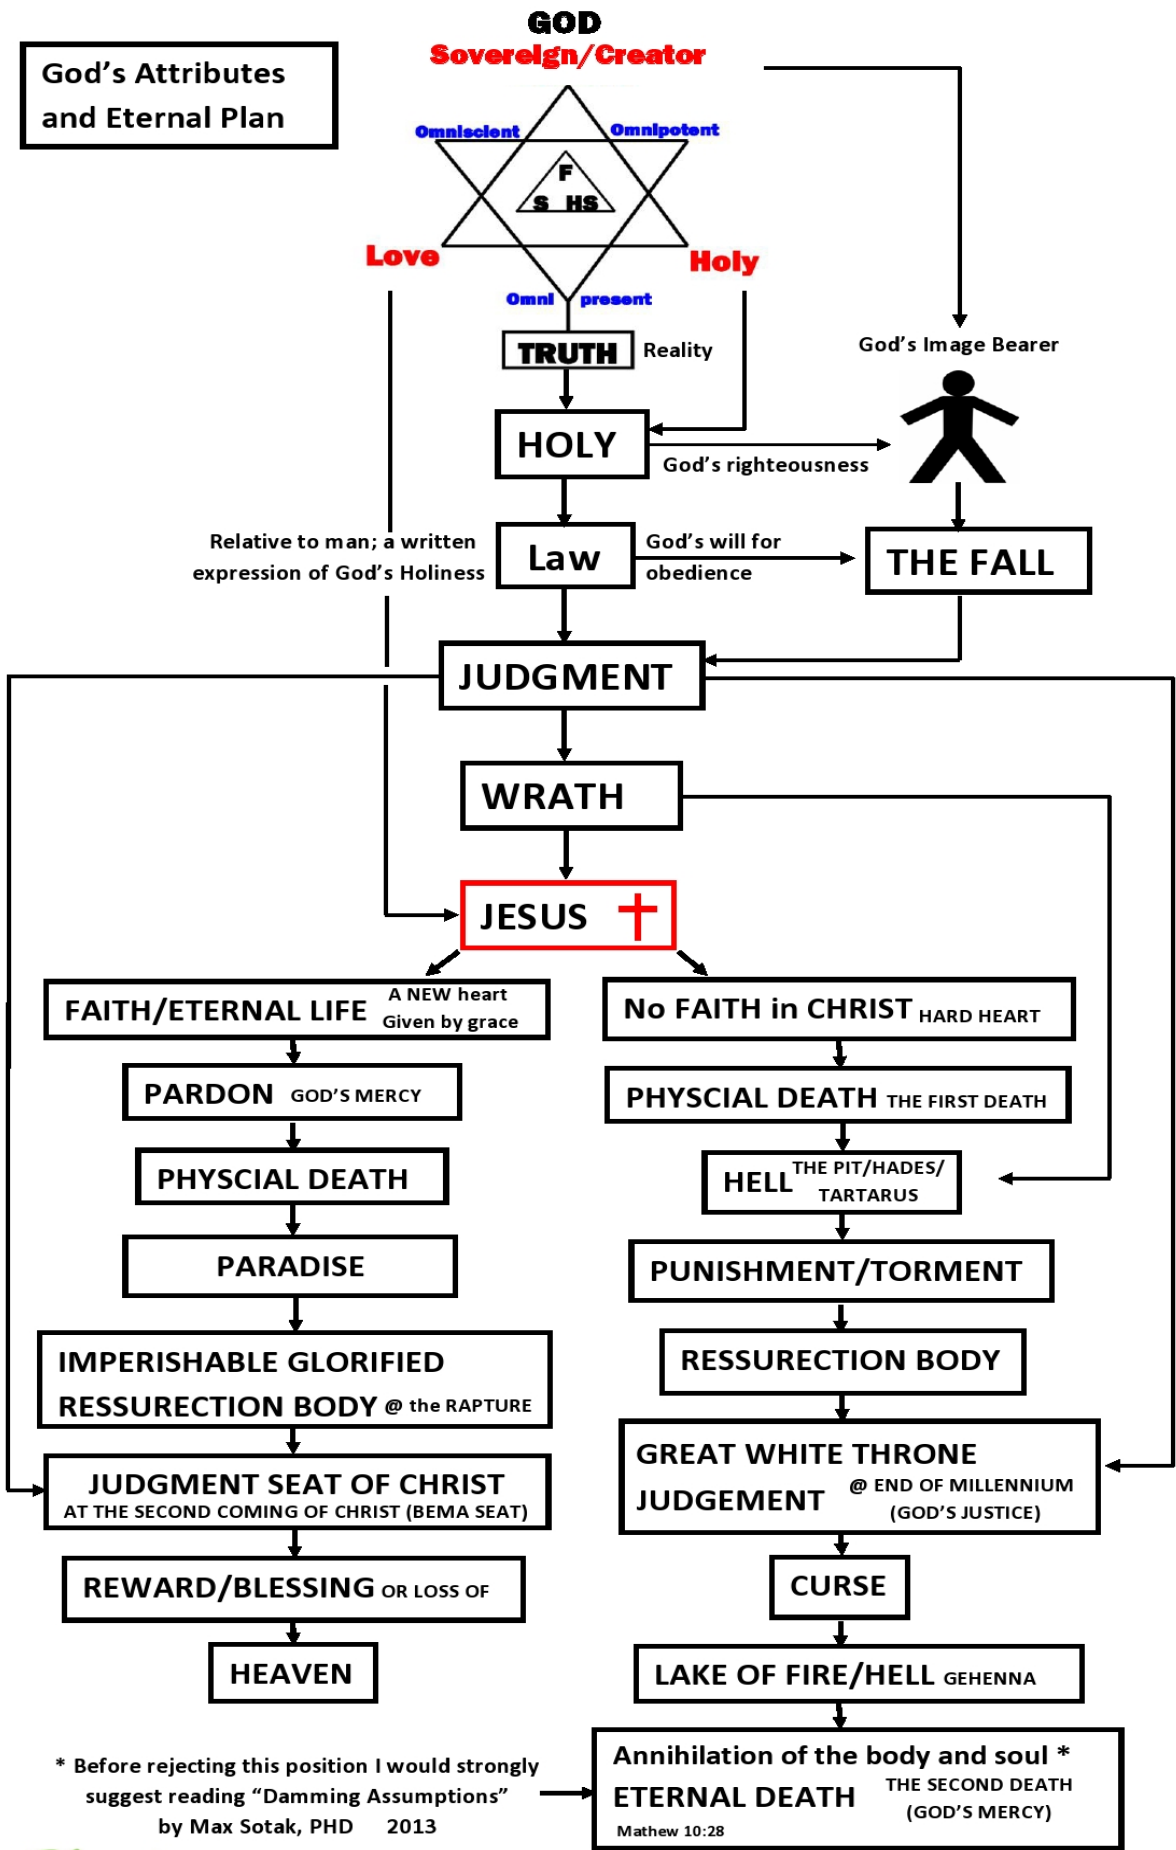 GOD
Sovereign/Creator
God's Attributes
and Eternal Plan
Omniscient
Omnipotent
F
S HS
Love
Holy
Omni present
TRUTH
Reality
God's Image Bearer
HOLY
God's righteousness
Relative to man; a written
expression of God's Holiness
Law
God's will for
obedience
THE FALL
JUDGMENT
WRATH
JESUS
FAITH/ETERNAL LIFE
A NEW heart
Given by grace
No FAITH in CHRIST HARD HEART
PARDON GOD'S MERCY
PHYSCIAL DEATH THE FIRST DEATH
PHYSCIAL DEATH
HELL
THE PIT/HADES/
TARTARUS
PARADISE
PUNISHMENT/TORMENT
IMPERISHABLE GLORIFIED
RESSURECTION BODY @ the RAPTURE
RESSURECTION BODY
JUDGMENT SEAT OF CHRIST
AT THE SECOND COMING OF CHRIST (BEMA SEAT)
GREAT WHITE THRONE
JUDGEMENT
@ END OF MILLENNIUM
(GOD'S JUSTICE)
REWARD/BLESSING OR LOSS OF
CURSE
HEAVEN
LAKE OF FIRE/HELL GEHENNA
* Before rejecting this position I would strongly
suggest reading “Damming Assumptions”
by Max Sotak, PHD 2013
Annihilation of the body and soul *
ETERNAL DEATH
THE SECOND DEATH
(GOD'S MERCY)
Mathew 10:28